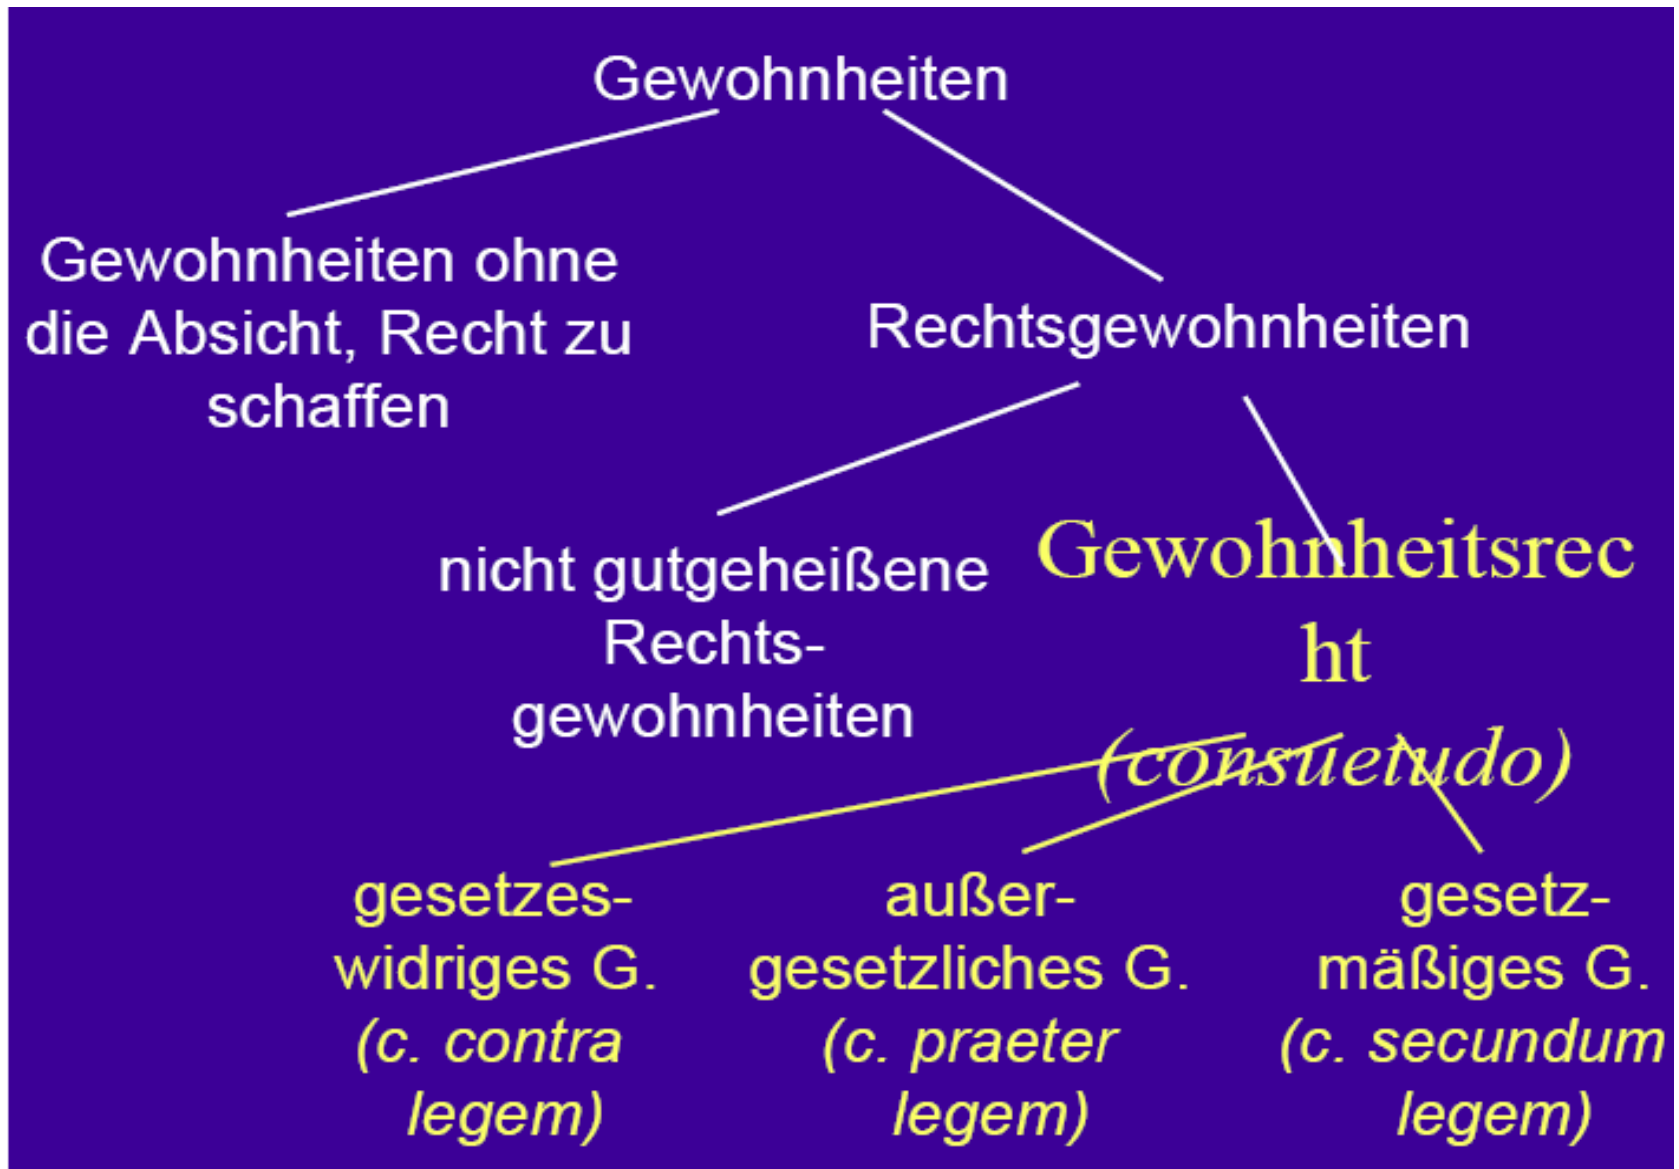 Gewohnheiten
Gewohnheiten ohne
die Absicht, Recht zu
schaffen
Rechtsgewohnheiten
nicht gutgeheißene
Rechts-
gewohnheiten
Gewohnheitsrec
ht
(consuetudo)
gesetzes-
widriges G.
(c. contra
legem)
außer-
gesetzliches G.
(c. praeter
legem)
gesetz-
mäßiges G.
(c. secundum
legem)